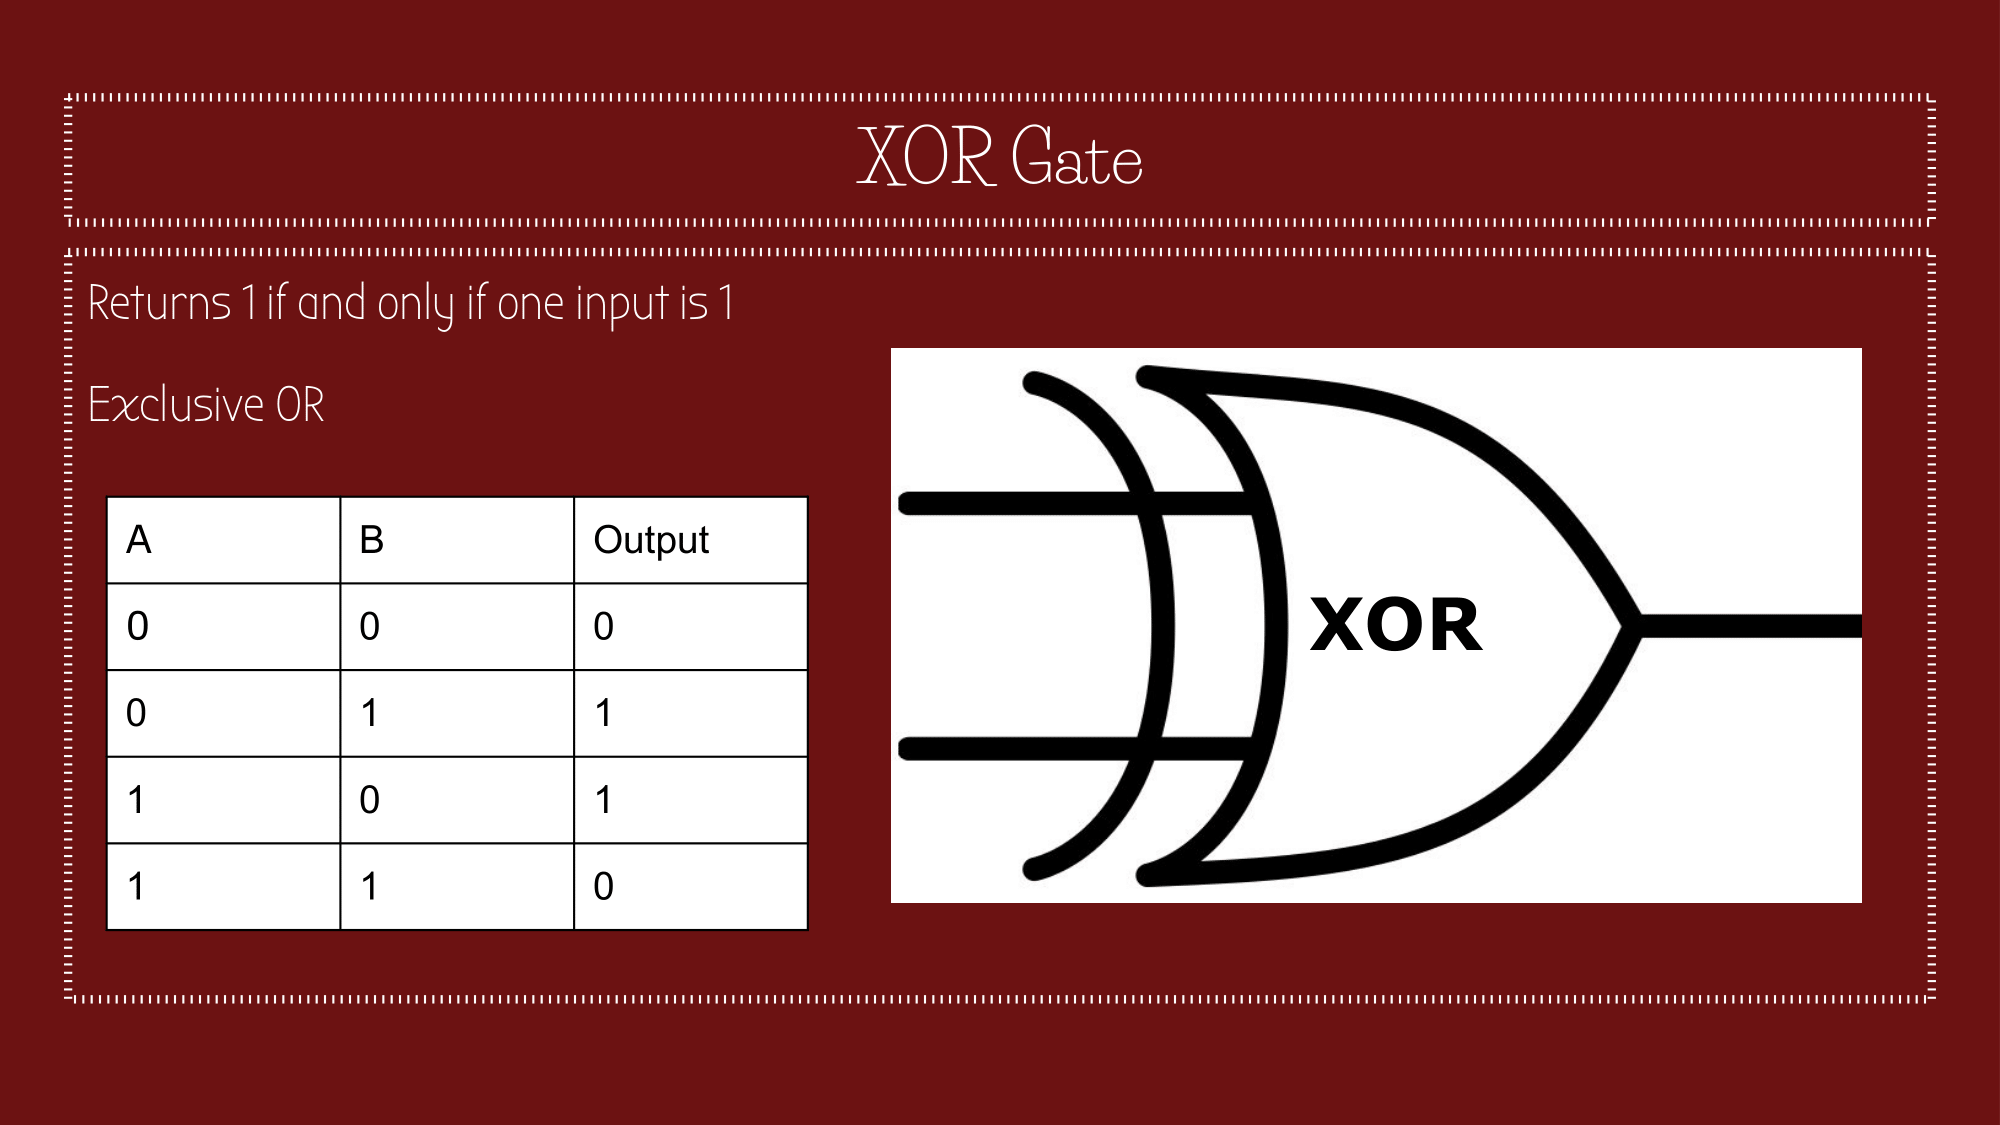 XOR Gate
Returns 1 if and only if one input is 1
Exclusive OR
A B Output
0 0 0
0 1 1
1 0 1
1 1 0
XOR